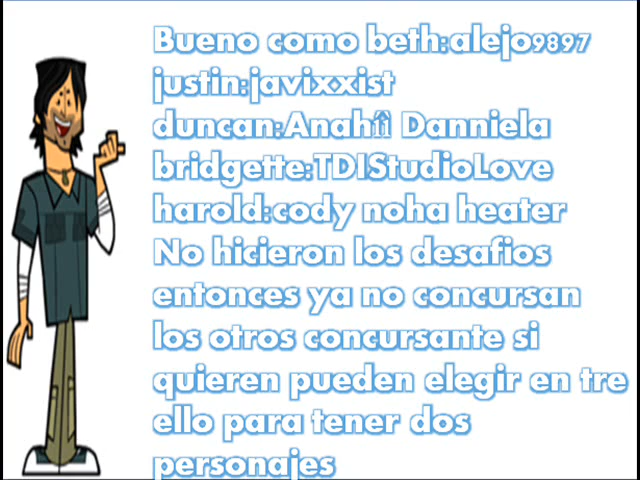 Bueno como beth:alejo9897
justin:javixxist
duncan:Anahíî Danniela
bridgette:TDIStudioLove
harold:cody noha heater
No hicieron los desafios
entonces ya no concursan
los otros concursante si
quieren pueden elegir en tre
ello para tener dos
personajes